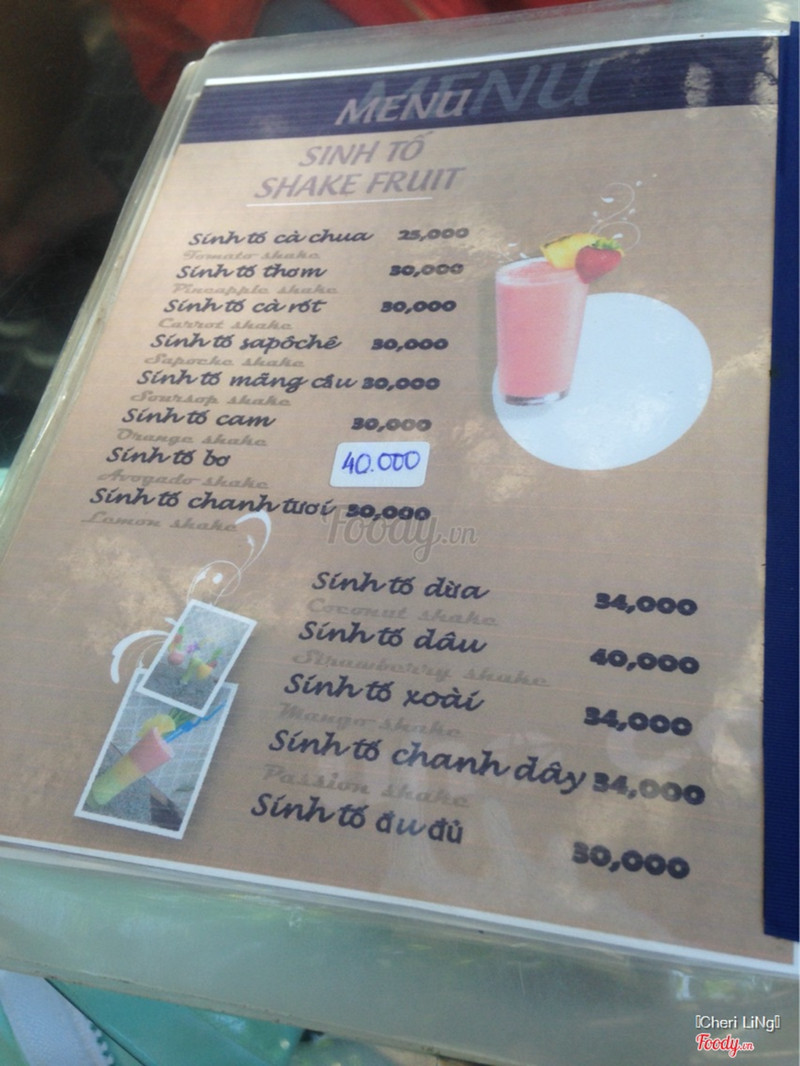 MENU
MENU
SINH TỐ
SHAKE FRUIT
Sinh tố cà chua 25,000
Tomato shake
Sinh tố thơm 30,000
Pineapple shake
Sinh tố cà rốt 30,000
Carrot shake
Sinh tố sapôchê 30,000
Sapoche shake
Sinh tố mãng cầu 30,000
Soursop shake
Sinh tố cam 30,000
Orange shake
Sinh tố bơ 40.000
Avogado shake
Sinh tố chanh tươi 30,000
Lemon shake
Foody.vn
Sinh tố dừa 34,000
Coconut shake
Sinh tố dâu 40,000
Strawberry shake
Sinh tố xoài 34,000
Mango shake
Sinh tố chanh dây 34,000
Passion shake
Sinh tố đu đủ 30,000
Cheri LiNg
Foody.vn